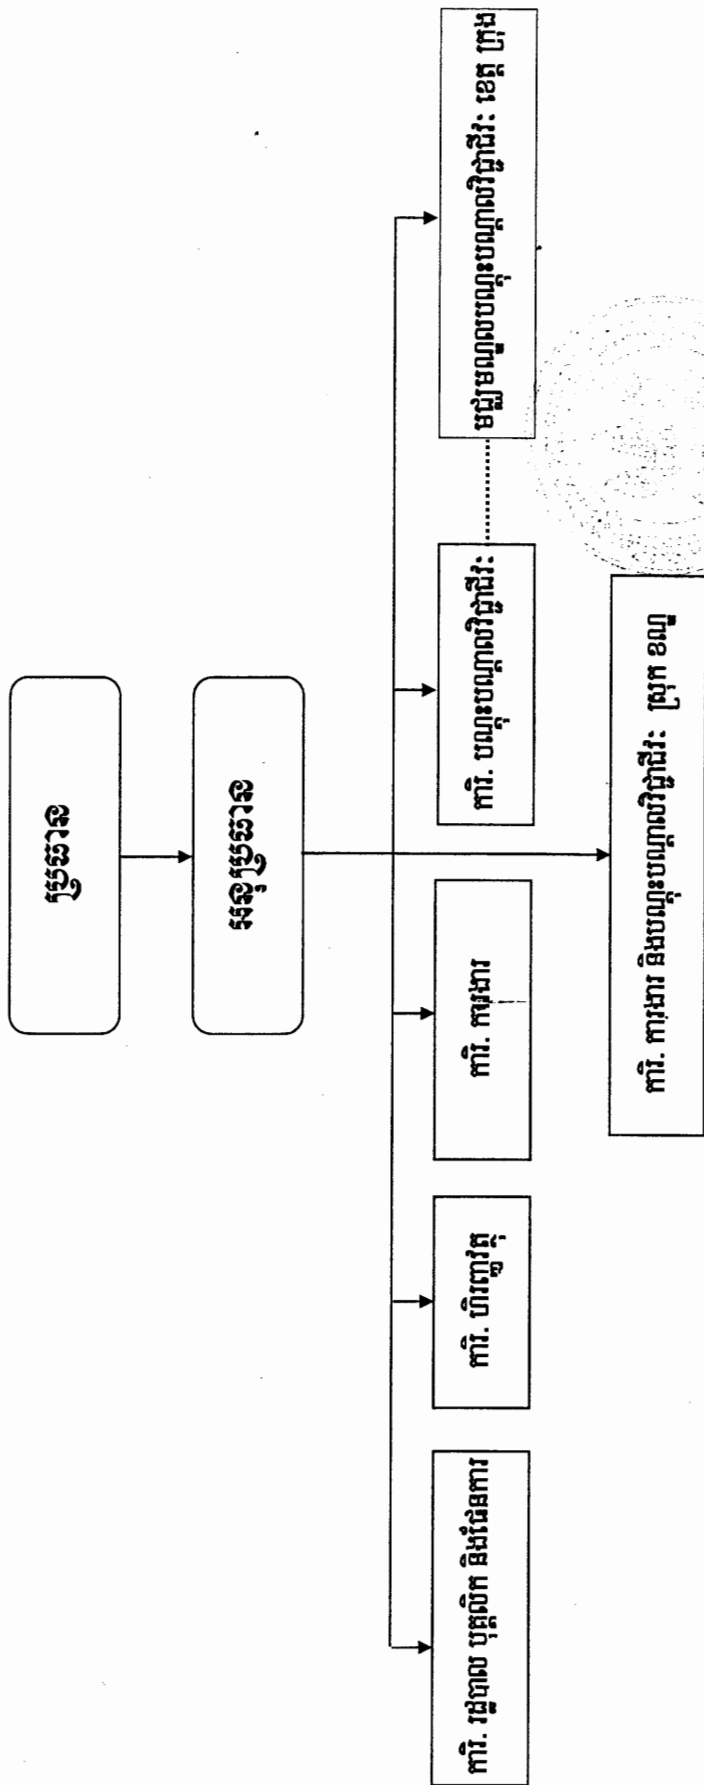 ប្រធាន
អនុប្រធាន
ការិ. រដ្ឋបាល បុគ្គលិក និងផែនការ
ការិ. ហិរញ្ញវត្ថុ
ការិ. ការងារ
ការិ. បណ្តុះបណ្តាលវិជ្ជាជីវៈ
មជ្ឈមណ្ឌលបណ្តុះបណ្តាលវិជ្ជាជីវៈ ខេត្ត ក្រុង
ការិ. ការងារ និងបណ្តុះបណ្តាលវិជ្ជាជីវៈ ស្រុក ខណ្ឌ